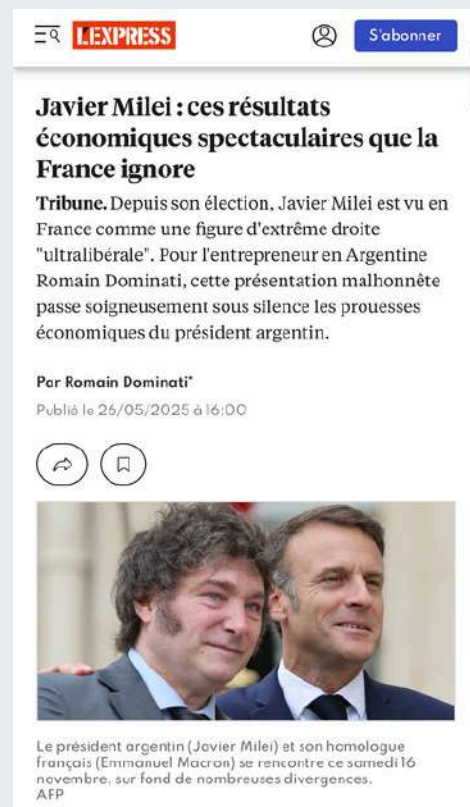 L'EXPRESS
S'abonner
Javier Milei : ces résultats
économiques spectaculaires que la
France ignore
Tribune. Depuis son élection, Javier Milei est vu en
France comme une figure d'extrême droite
"ultralibérale". Pour l'entrepreneur en Argentine
Romain Dominati, cette présentation malhonnête
passe soigneusement sous silence les prouesses
économiques du président argentin.
Par Romain Dominati*
Publié le 26/05/2025 à 16:00
Le président argentin (Javier Milei) et son homologue
français (Emmanuel Macron) se rencontre ce samedi 16
novembre, sur fond de nombreuses divergences.
AFP